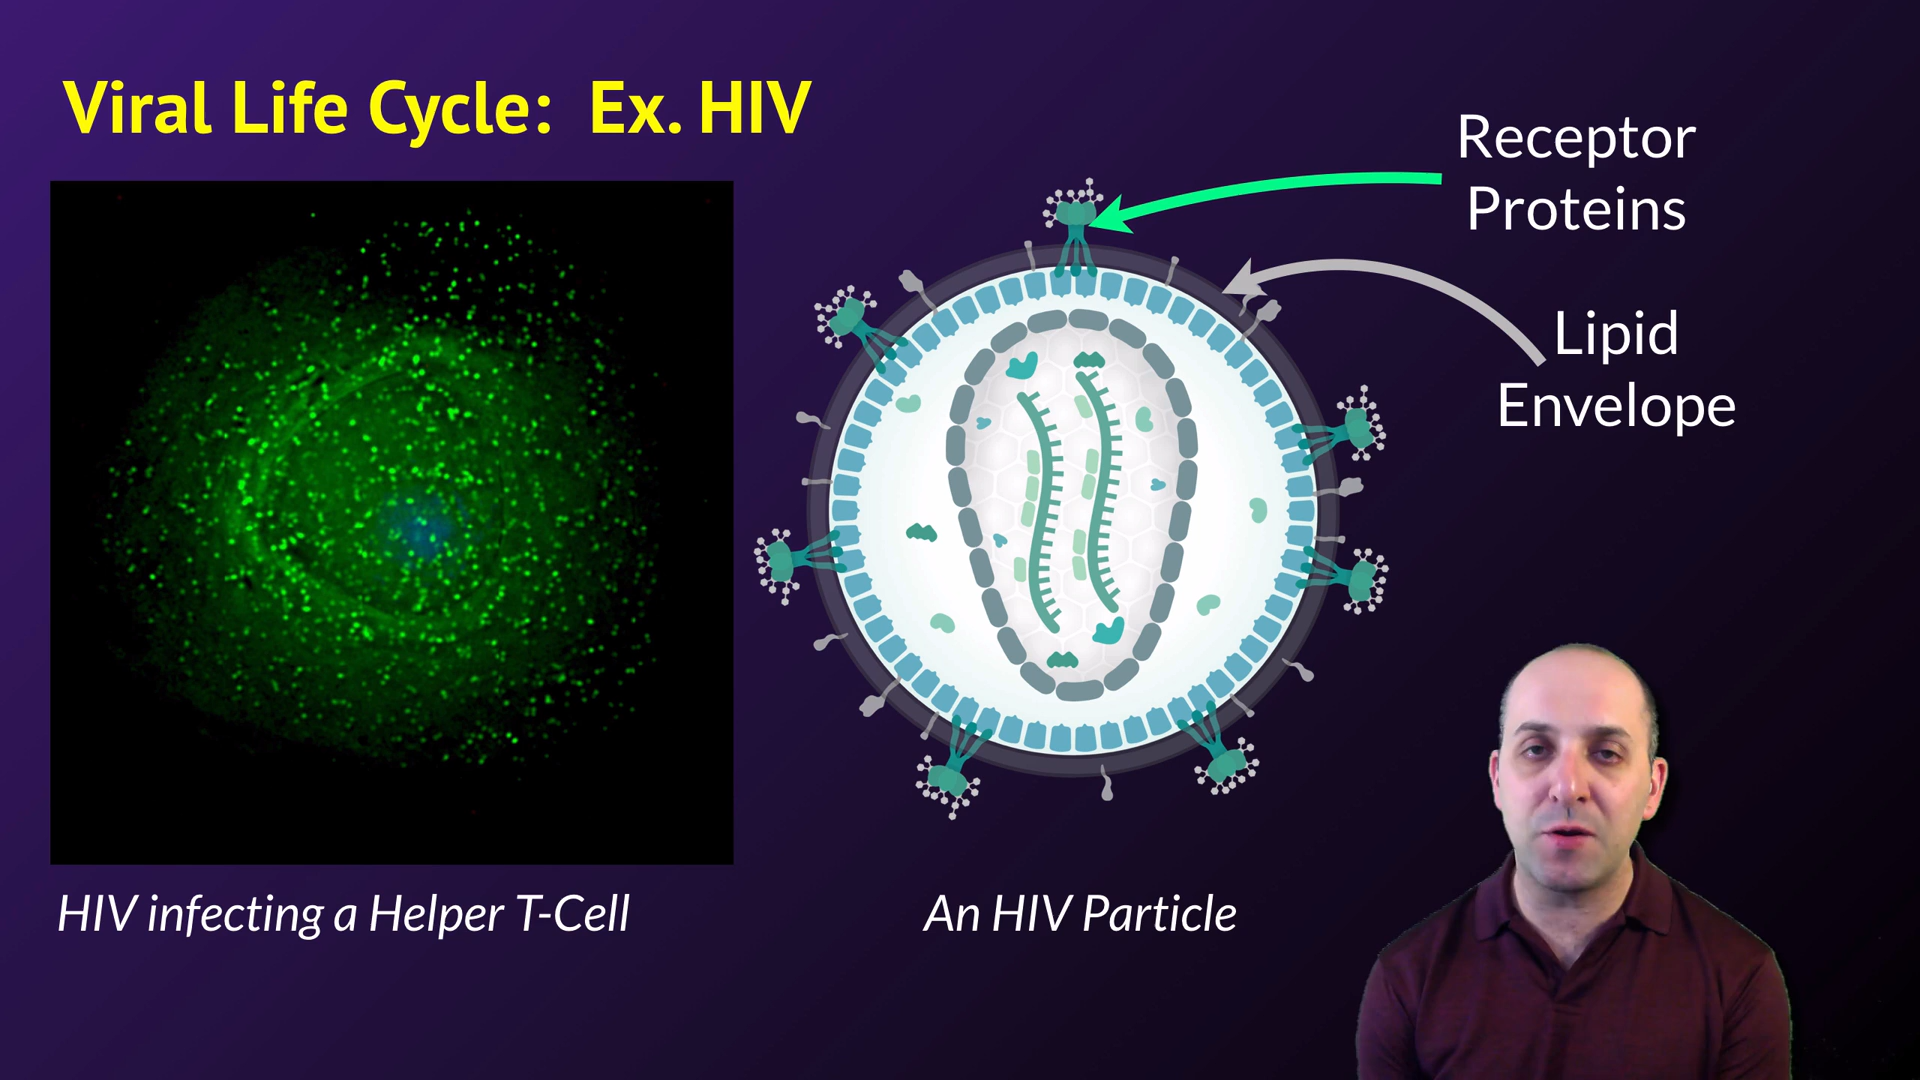 Viral Life Cycle: Ex. HIV
Receptor
Proteins
Lipid
Envelope
HIV infecting a Helper T-Cell
An HIV Particle